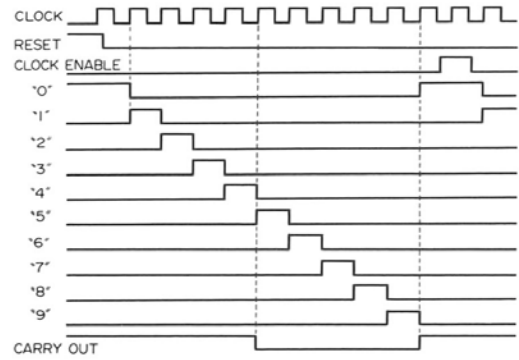 CLOCK
RESET
CLOCK ENABLE
"0"
"1"
"2"
"3"
"4"
"5"
"6"
"7"
"8"
"9"
CARRY OUT